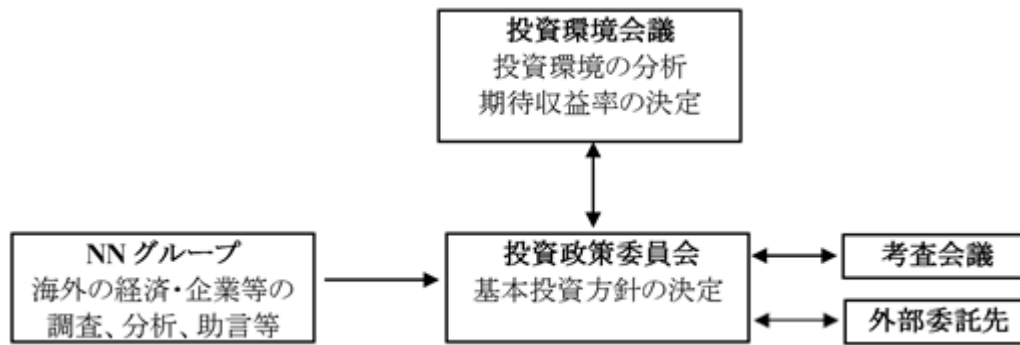 投資環境会議
投資環境の分析
期待収益率の決定
NN グループ
海外の経済・企業等の
調査、分析、助言等
投資政策委員会
基本投資方針の決定
考査会議
外部委託先